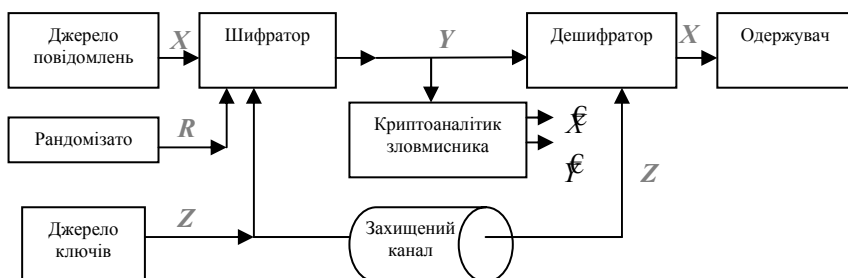 Джерело
повідомлень
X
Шифратор
Y
Дешифратор
X
Одержувач
Рандомізато
R
Криптоаналітик
зловмисника
X
Y
Z
Джерело
ключів
Z
Захищений
канал